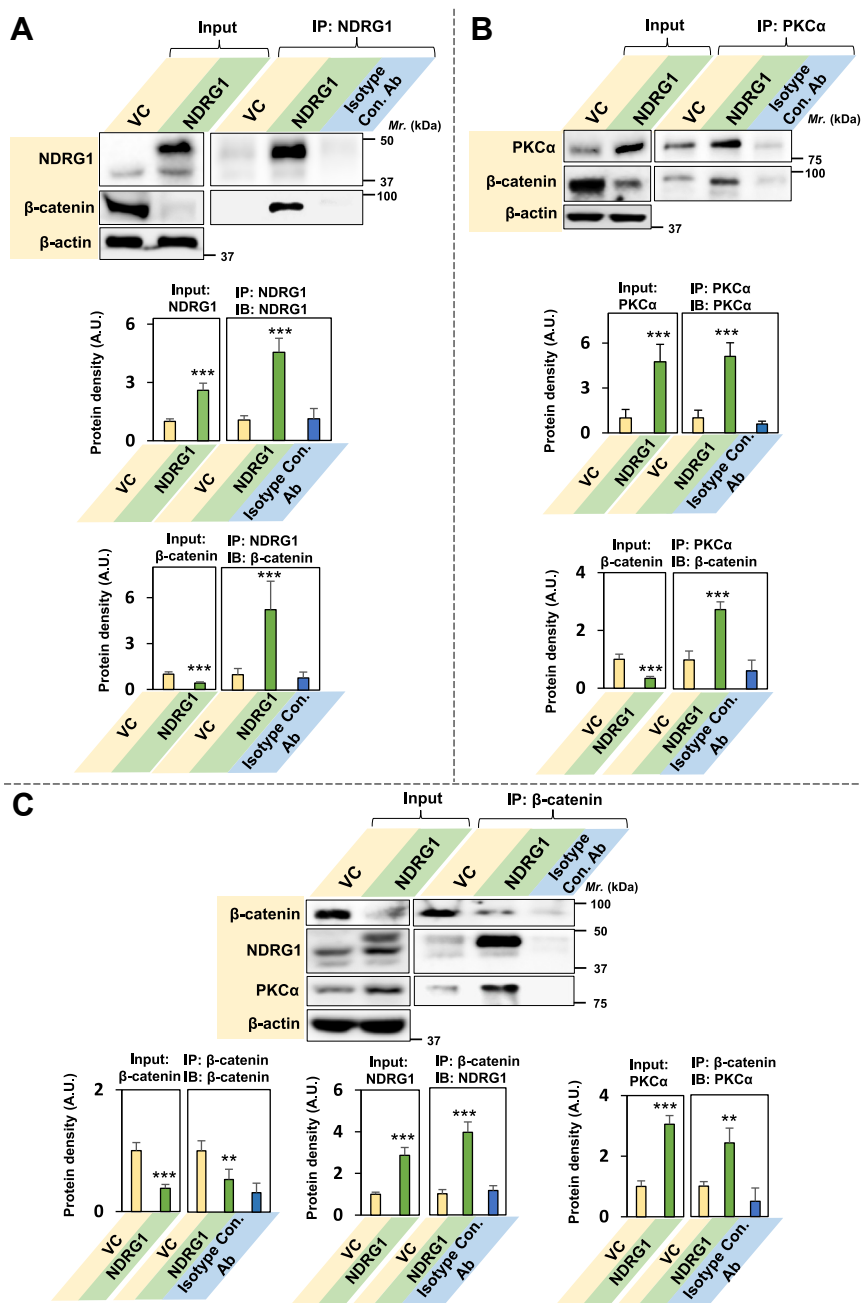 A
Input
IP: NDRG1
VC
NDRG1
VC
NDRG1
Isotype
Con. Ab
Mr. (kDa)
NDRG1
50
37
β-catenin
100
β-actin
37
Protein density (A.U.)
Input:
NDRG1
IP: NDRG1
IB: NDRG1
6
3
0
***
***
VC
NDRG1
VC
NDRG1
Isotype Con.
Ab
Protein density (A.U.)
Input:
β-catenin
IP: NDRG1
IB: β-catenin
6
3
0
***
***
VC
NDRG1
VC
NDRG1
Isotype Con.
Ab
B
Input
IP: PKCα
VC
NDRG1
VC
NDRG1
Isotype
Con. Ab
Mr. (kDa)
PKCα
75
β-catenin
100
β-actin
37
Protein density (A.U.)
Input:
PKCα
IP: PKCα
IB: PKCα
6
3
0
***
***
VC
NDRG1
VC
NDRG1
Isotype Con.
Ab
Protein density (A.U.)
Input:
β-catenin
IP: PKCα
IB: β-catenin
4
2
0
***
***
VC
NDRG1
VC
NDRG1
Isotype Con.
Ab
C
Input
IP: β-catenin
VC
NDRG1
VC
NDRG1
Isotype
Con. Ab
Mr. (kDa)
β-catenin
100
NDRG1
50
37
PKCα
75
β-actin
37
Protein density (A.U.)
Input:
β-catenin
IP: β-catenin
IB: β-catenin
2
1
0
***
**
VC
NDRG1
VC
NDRG1
Isotype Con.
Ab
Protein density (A.U.)
Input:
NDRG1
IP: β-catenin
IB: NDRG1
6
4
2
0
***
***
VC
NDRG1
VC
NDRG1
Isotype Con.
Ab
Protein density (A.U.)
Input:
PKCα
IP: β-catenin
IB: PKCα
4
2
0
***
**
VC
NDRG1
VC
NDRG1
Isotype Con.
Ab